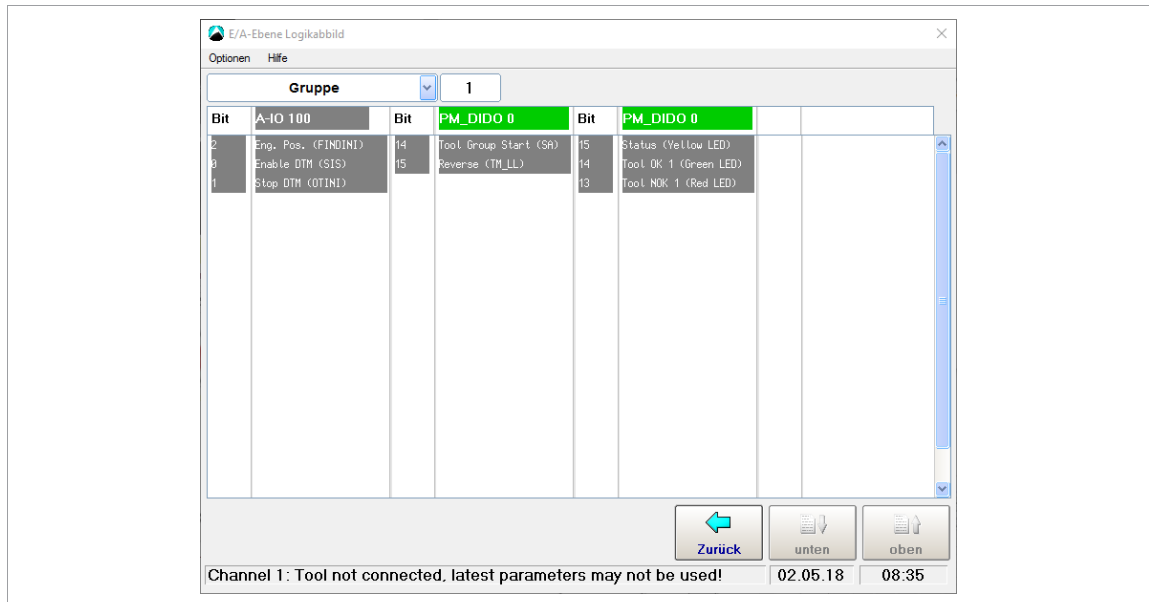 E/A-Ebene Logikabbild
Optionen Hilfe
Gruppe 1
Bit A-IO 100 Bit PM_DIDO 0 Bit PM_DIDO 0
2 Eng. Pos. (FINDINI) 14 Tool Group Start (SA) 15 Status (Yellow LED)
0 Enable DTM (SIS) 15 Reverse (TM_LL) 14 Tool OK 1 (Green LED)
1 Stop DTM (OTINI) 13 Tool NOK 1 (Red LED)
Zurück unten oben
Channel 1: Tool not connected, latest parameters may not be used! 02.05.18 08:35